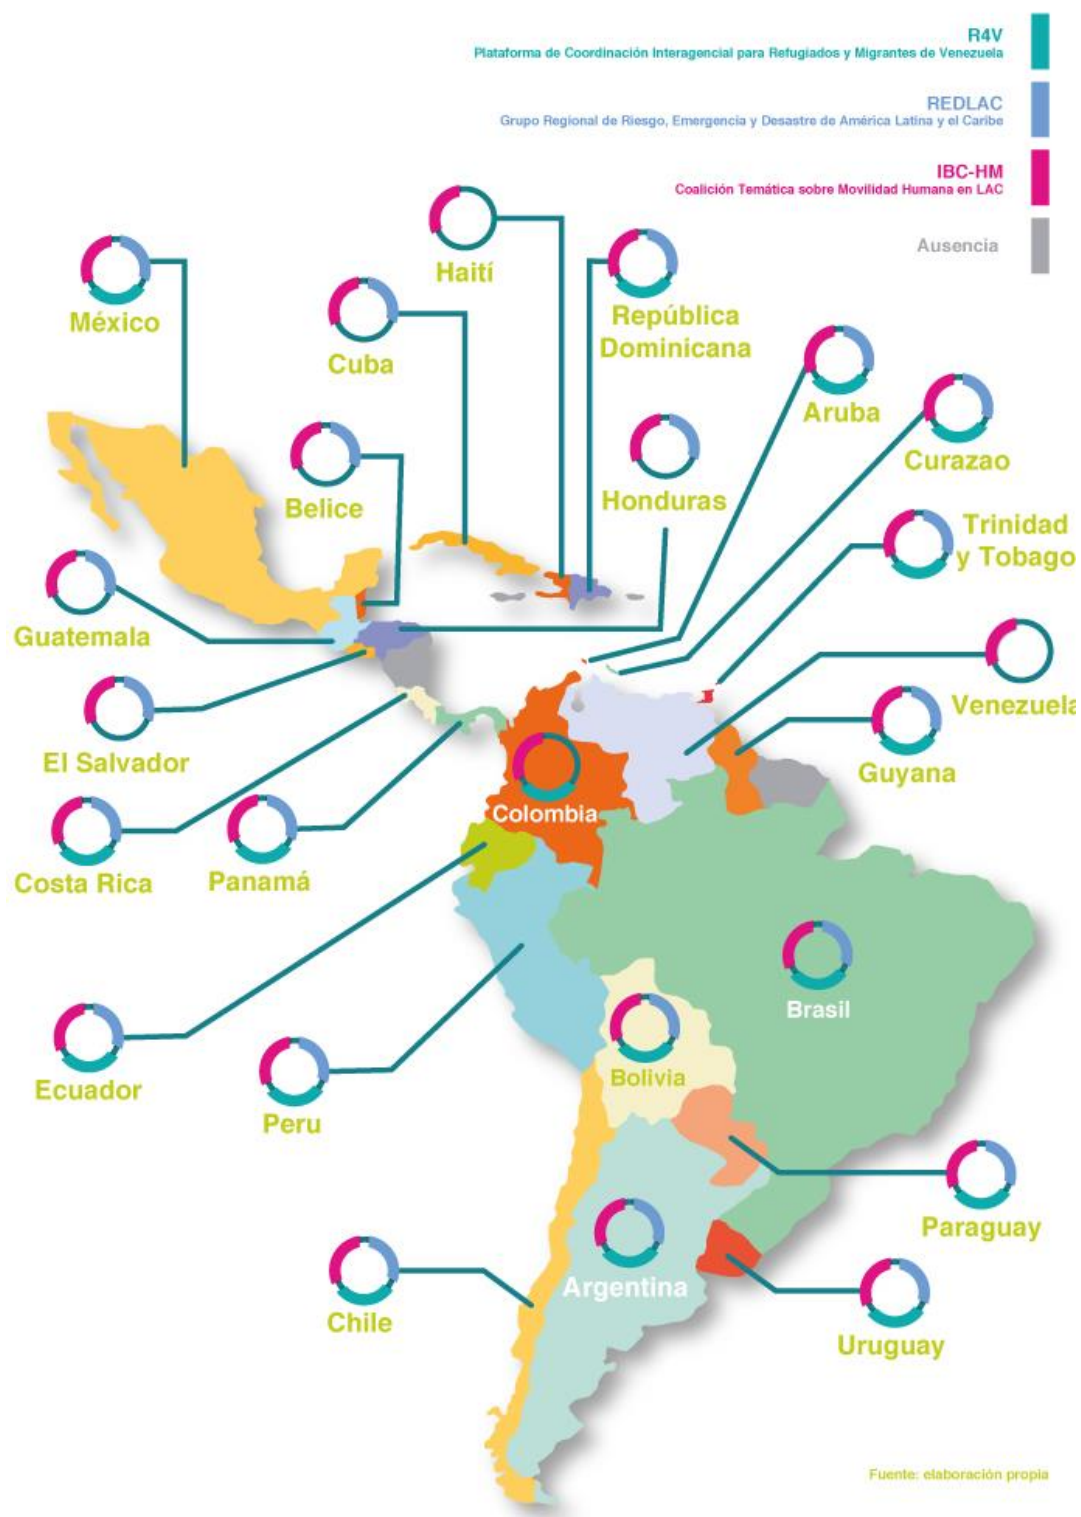 R4V
Plataforma de Coordinación Interagencial para Refugiados y Migrantes de Venezuela
REDLAC
Grupo Regional de Riesgo, Emergencia y Desastre de América Latina y el Caribe
IBC-HM
Coalición Temática sobre Movilidad Humana en LAC
Ausencia
Haití
México
República
Dominicana
Cuba
Aruba
Curazao
Belice
Honduras
Trinidad
y Tobago
Guatemala
Venezuela
El Salvador
Guyana
Colombia
Costa Rica
Panamá
Brasil
Bolivia
Ecuador
Peru
Paraguay
Argentina
Chile
Uruguay
Fuente: elaboración propia